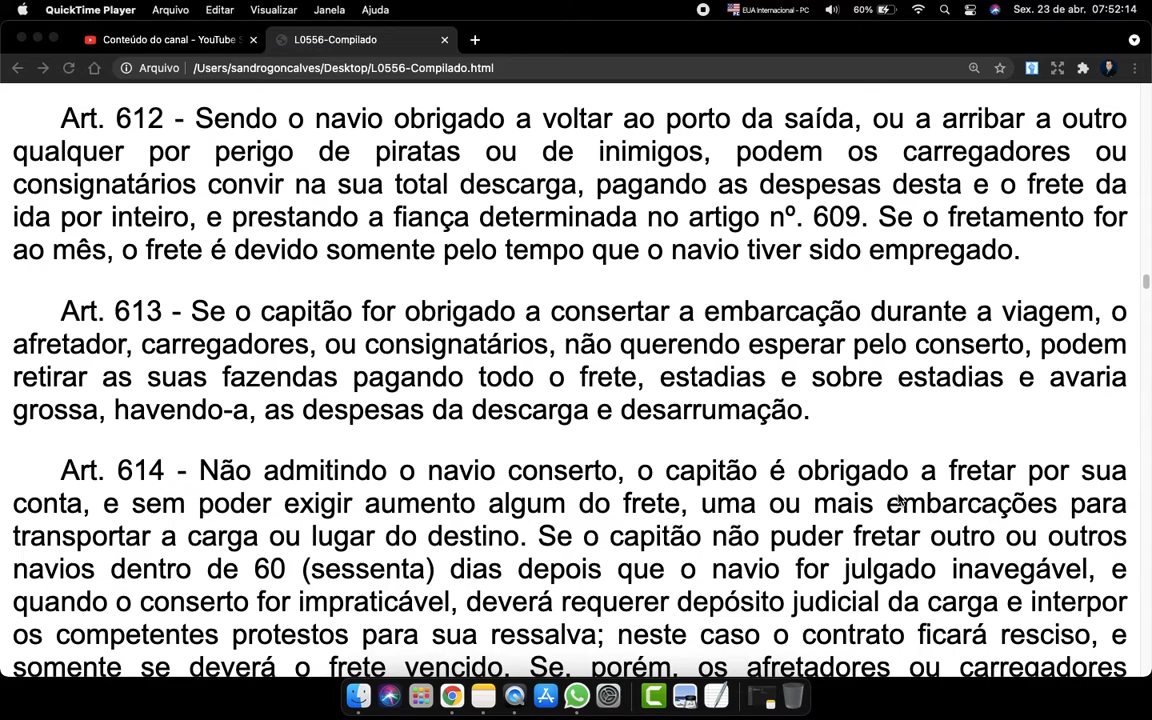 QuickTime Player Arquivo Editar Visualizar Janela Ajuda EUA Internacional - PC 60% Sex. 23 de abr. 07:52:14
Conteúdo do canal - YouTube L0556-Compilado
Arquivo /Users/sandrogoncalves/Desktop/L0556-Compilado.html
Art. 612 - Sendo o navio obrigado a voltar ao porto da saída, ou a arribar a outro
qualquer por perigo de piratas ou de inimigos, podem os carregadores ou
consignatários convir na sua total descarga, pagando as despesas desta e o frete da
ida por inteiro, e prestando a fiança determinada no artigo nº. 609. Se o fretamento for
ao mês, o frete é devido somente pelo tempo que o navio tiver sido empregado.
Art. 613 - Se o capitão for obrigado a consertar a embarcação durante a viagem, o
afretador, carregadores, ou consignatários, não querendo esperar pelo conserto, podem
retirar as suas fazendas pagando todo o frete, estadias e sobre estadias e avaria
grossa, havendo-a, as despesas da descarga e desarrumação.
Art. 614 - Não admitindo o navio conserto, o capitão é obrigado a fretar por sua
conta, e sem poder exigir aumento algum do frete, uma ou mais embarcações para
transportar a carga ou lugar do destino. Se o capitão não puder fretar outro ou outros
navios dentro de 60 (sessenta) dias depois que o navio for julgado inavegável, e
quando o conserto for impraticável, deverá requerer depósito judicial da carga e interpor
os competentes protestos para sua ressalva; neste caso o contrato ficará resciso, e
somente se deverá o frete vencido. Se, porém, os afretadores ou carregadores